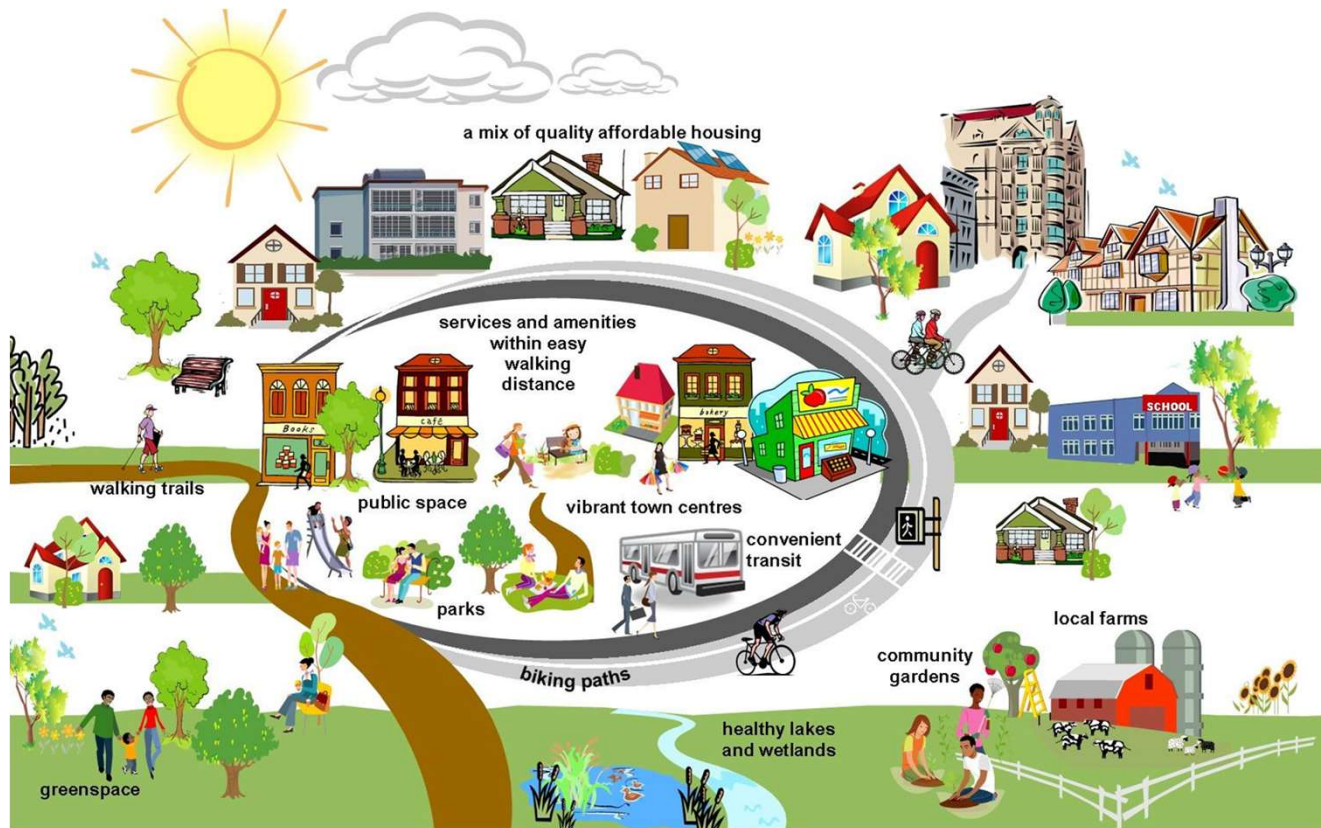 a mix of quality affordable housing
services and amenities
within easy
walking
distance
Books
café
bakery
SCHOOL
walking trails
public space
vibrant town centres
convenient
transit
parks
local farms
community
gardens
biking paths
healthy lakes
and wetlands
greenspace